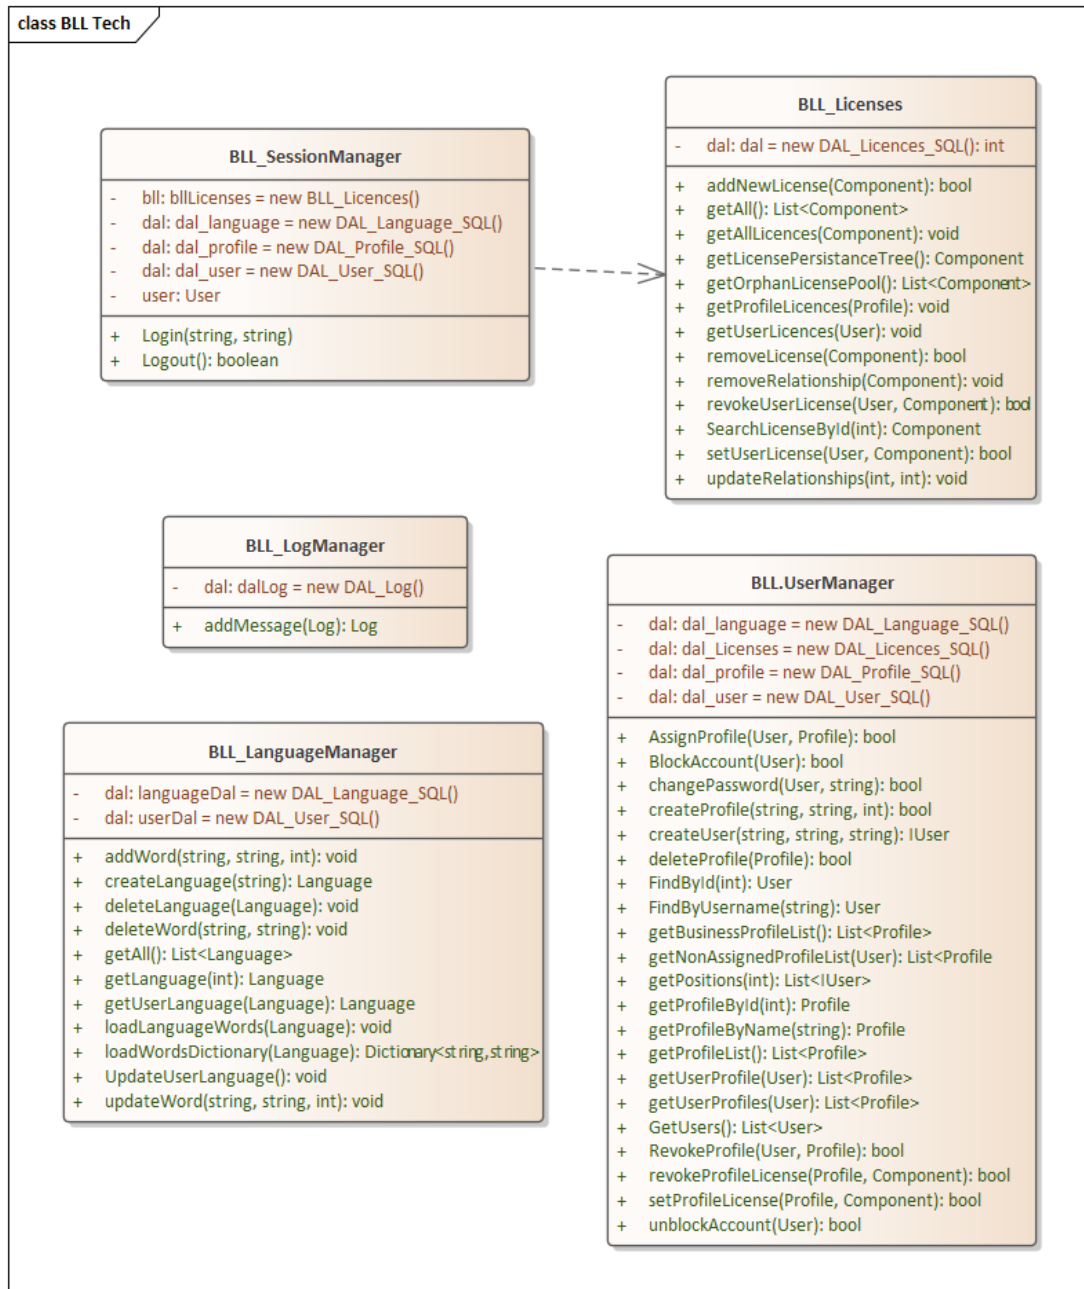 class BLL Tech
BLL_SessionManager
- bll: bllLicenses = new BLL_Licences()
- dal: dal_language = new DAL_Language_SQL()
- dal: dal_profile = new DAL_Profile_SQL()
- dal: dal_user = new DAL_User_SQL()
- user: User
+ Login(string, string)
+ Logout(): boolean
BLL_Licenses
- dal: dal = new DAL_Licences_SQL(): int
+ addNewLicense(Component): bool
+ getAll(): List<Component>
+ getAllLicences(Component): void
+ getLicensePersistanceTree(): Component
+ getOrphanLicensePool(): List<Component>
+ getProfileLicences(Profile): void
+ getUserLicences(User): void
+ removeLicense(Component): bool
+ removeRelationship(Component): void
+ revokeUserLicense(User, Component): bool
+ SearchLicenseById(int): Component
+ setUserLicense(User, Component): bool
+ updateRelationships(int, int): void
BLL_LogManager
- dal: dalLog = new DAL_Log()
+ addMessage(Log): Log
BLL.UserManager
- dal: dal_language = new DAL_Language_SQL()
- dal: dal_Licenses = new DAL_Licences_SQL()
- dal: dal_profile = new DAL_Profile_SQL()
- dal: dal_user = new DAL_User_SQL()
+ AssignProfile(User, Profile): bool
+ BlockAccount(User): bool
+ changePassword(User, string): bool
+ createProfile(string, string, int): bool
+ createUser(string, string, string): IUser
+ deleteProfile(Profile): bool
+ FindById(int): User
+ FindByUsername(string): User
+ getBusinessProfileList(): List<Profile>
+ getNonAssignedProfileList(User): List<Profile
+ getPositions(int): List<IUser>
+ getProfileById(int): Profile
+ getProfileByName(string): Profile
+ getProfileList(): List<Profile>
+ getUserProfile(User): List<Profile>
+ getUserProfiles(User): List<Profile>
+ GetUsers(): List<User>
+ RevokeProfile(User, Profile): bool
+ revokeProfileLicense(Profile, Component): bool
+ setProfileLicense(Profile, Component): bool
+ unblockAccount(User): bool
BLL_LanguageManager
- dal: languageDal = new DAL_Language_SQL()
- dal: userDal = new DAL_User_SQL()
+ addWord(string, string, int): void
+ createLanguage(string): Language
+ deleteLanguage(Language): void
+ deleteWord(string, string): void
+ getAll(): List<Language>
+ getLanguage(int): Language
+ getUserLanguage(Language): Language
+ loadLanguageWords(Language): void
+ loadWordsDictionary(Language): Dictionary<string,string>
+ UpdateUserLanguage(): void
+ updateWord(string, string, int): void